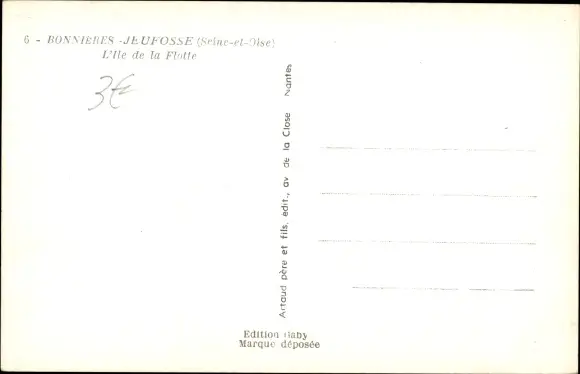 6 - BONNIÈRES - JEUFOSSE (Seine-et-Oise)
L'Ile de la Flotte
3€
Artaud père et fils, édit., av de la Close Nantes
Edition Gaby
Marque déposée